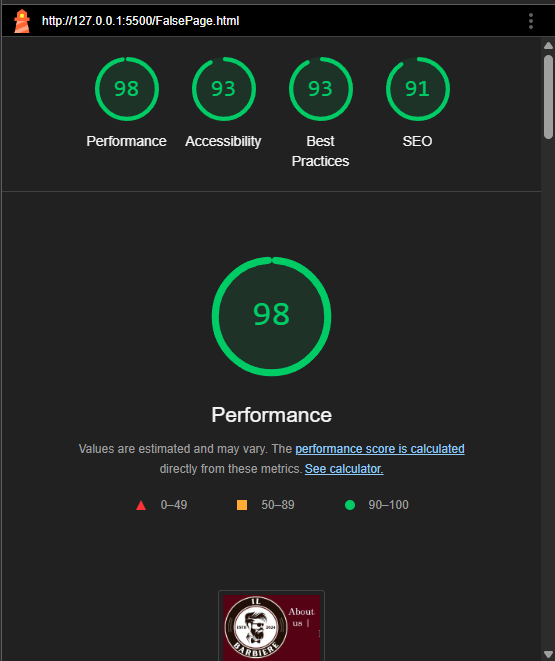 http://127.0.0.1:5500/FalsePage.html
98
93
93
91
Performance
Accessibility
Best
Practices
SEO
98
Performance
Values are estimated and may vary. The performance score is calculated
directly from these metrics. See calculator.
0–49
50–89
90–100
IL
BARBIERE
About
us |